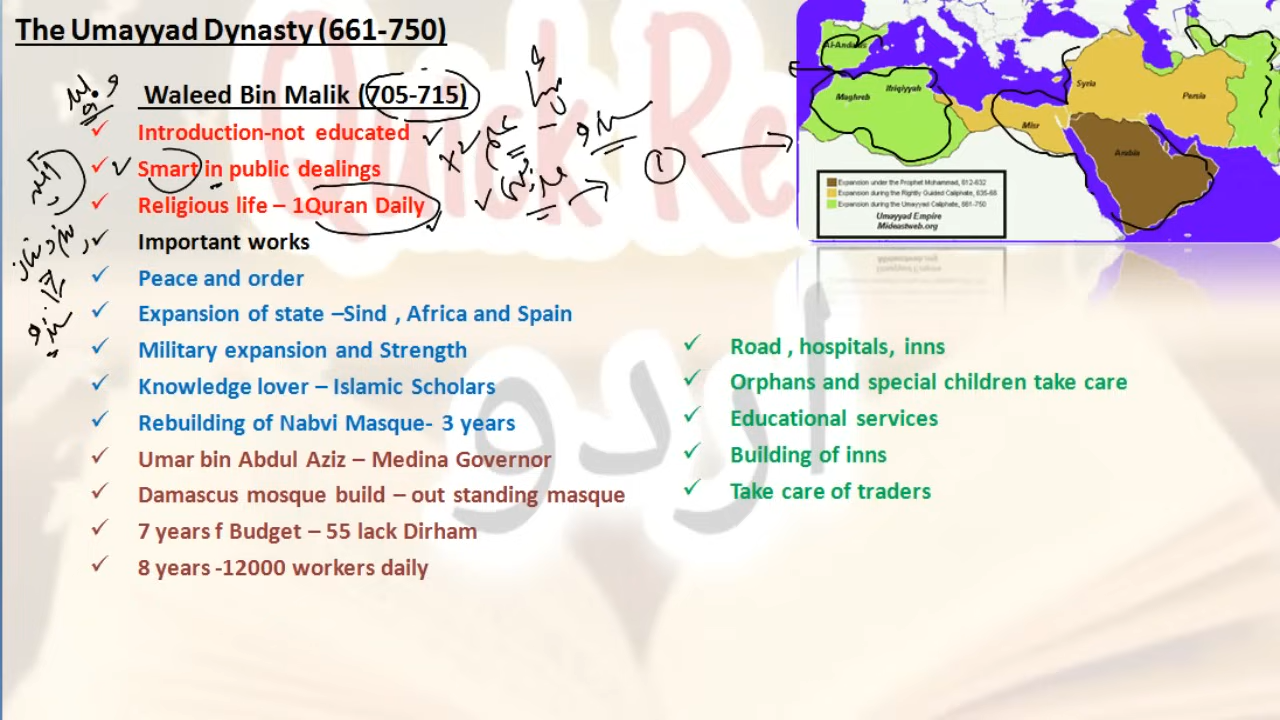 The Umayyad Dynasty (661-750)
Waleed Bin Malik (705-715)
Introduction-not educated
Smart in public dealings
Religious life – 1Quran Daily
Important works
Peace and order
Expansion of state –Sind , Africa and Spain
Military expansion and Strength
Knowledge lover – Islamic Scholars
Rebuilding of Nabvi Masque- 3 years
Umar bin Abdul Aziz – Medina Governor
Damascus mosque build – out standing masque
7 years f Budget – 55 lack Dirham
8 years -12000 workers daily
Road , hospitals, inns
Orphans and special children take care
Educational services
Building of inns
Take care of traders
Al-Andalus
Maghreb
Ifriqiyyah
Misr
Syria
Persia
Arabia
Expansion under the Prophet Mohammad, 612-632
Expansion during the Rightly Guided Caliphate, 635-66
Expansion during the Umayyad Caliphate, 661-750
Umayyad Empire
Mideastweb.org
1
Quick Re
اردو